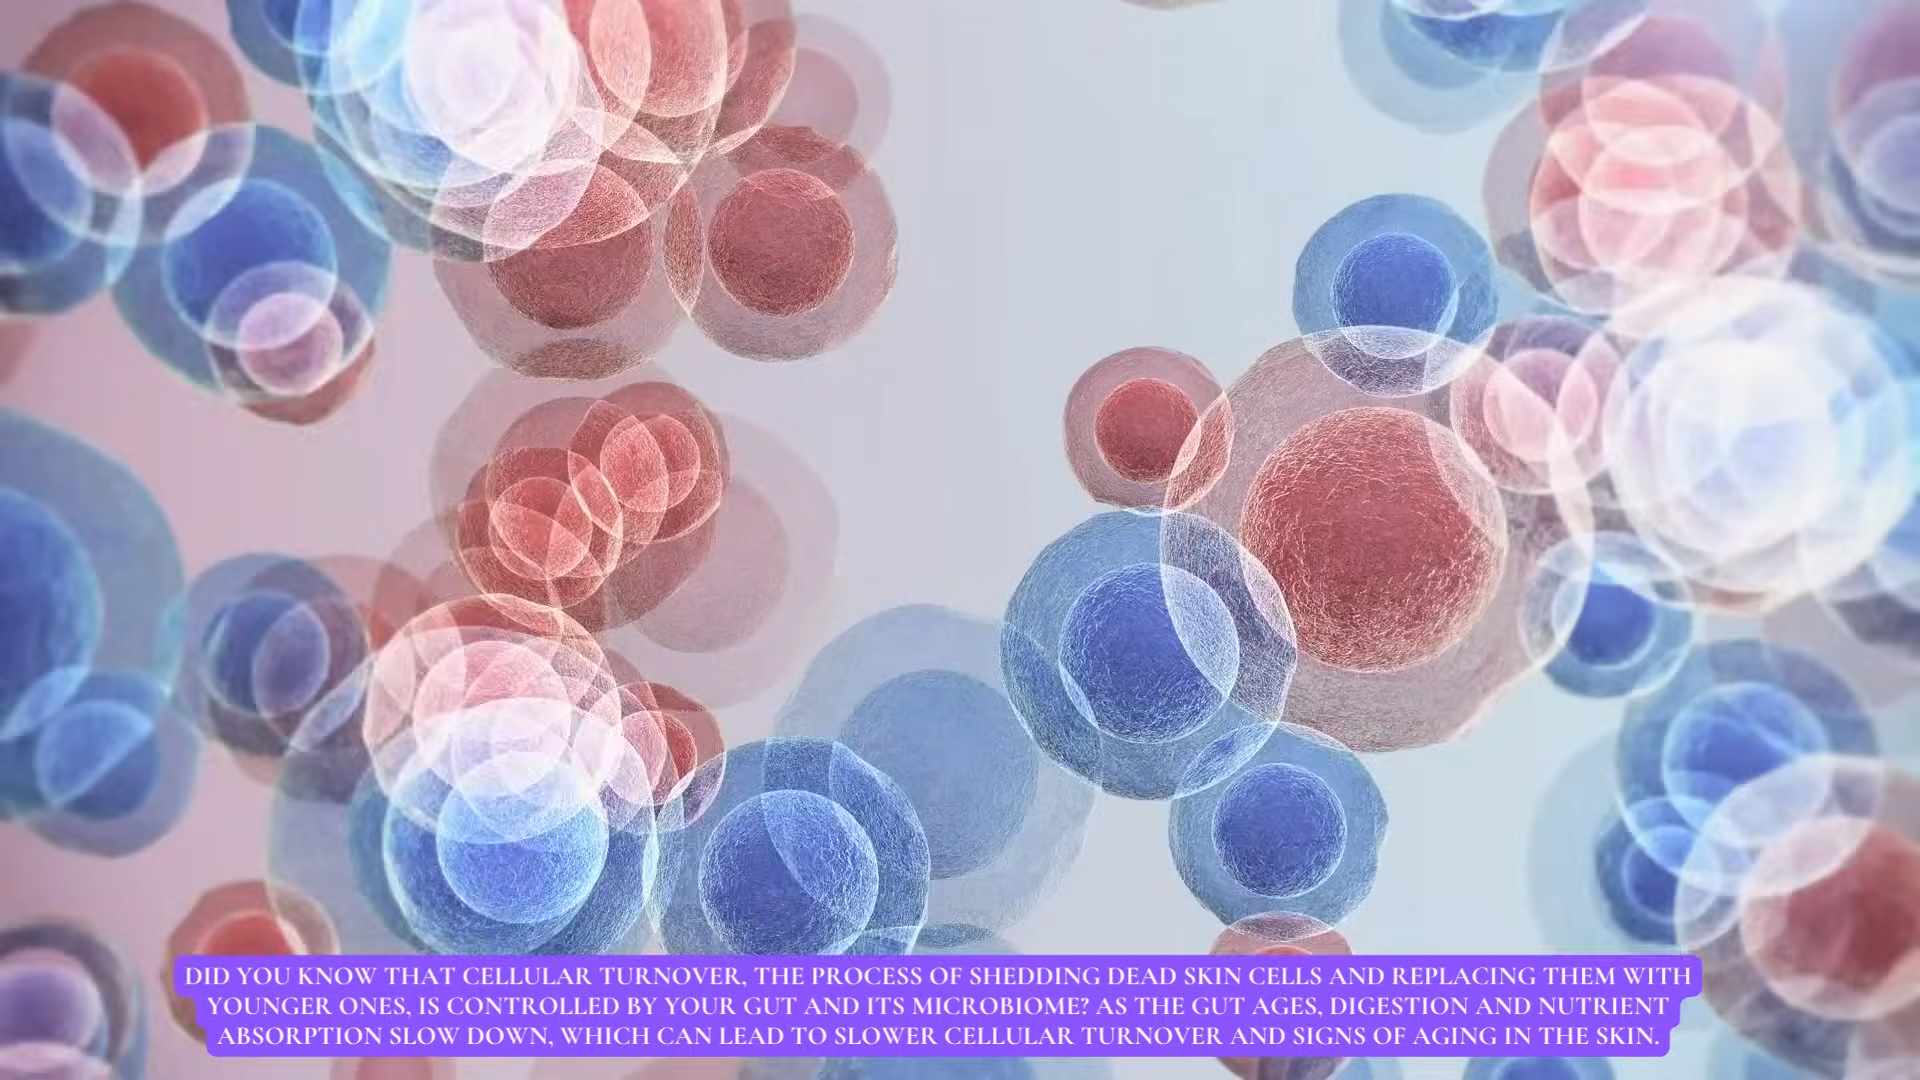 DID YOU KNOW THAT CELLULAR TURNOVER, THE PROCESS OF SHEDDING DEAD SKIN CELLS AND REPLACING THEM WITH
YOUNGER ONES, IS CONTROLLED BY YOUR GUT AND ITS MICROBIOME? AS THE GUT AGES, DIGESTION AND NUTRIENT
ABSORPTION SLOW DOWN, WHICH CAN LEAD TO SLOWER CELLULAR TURNOVER AND SIGNS OF AGING IN THE SKIN.